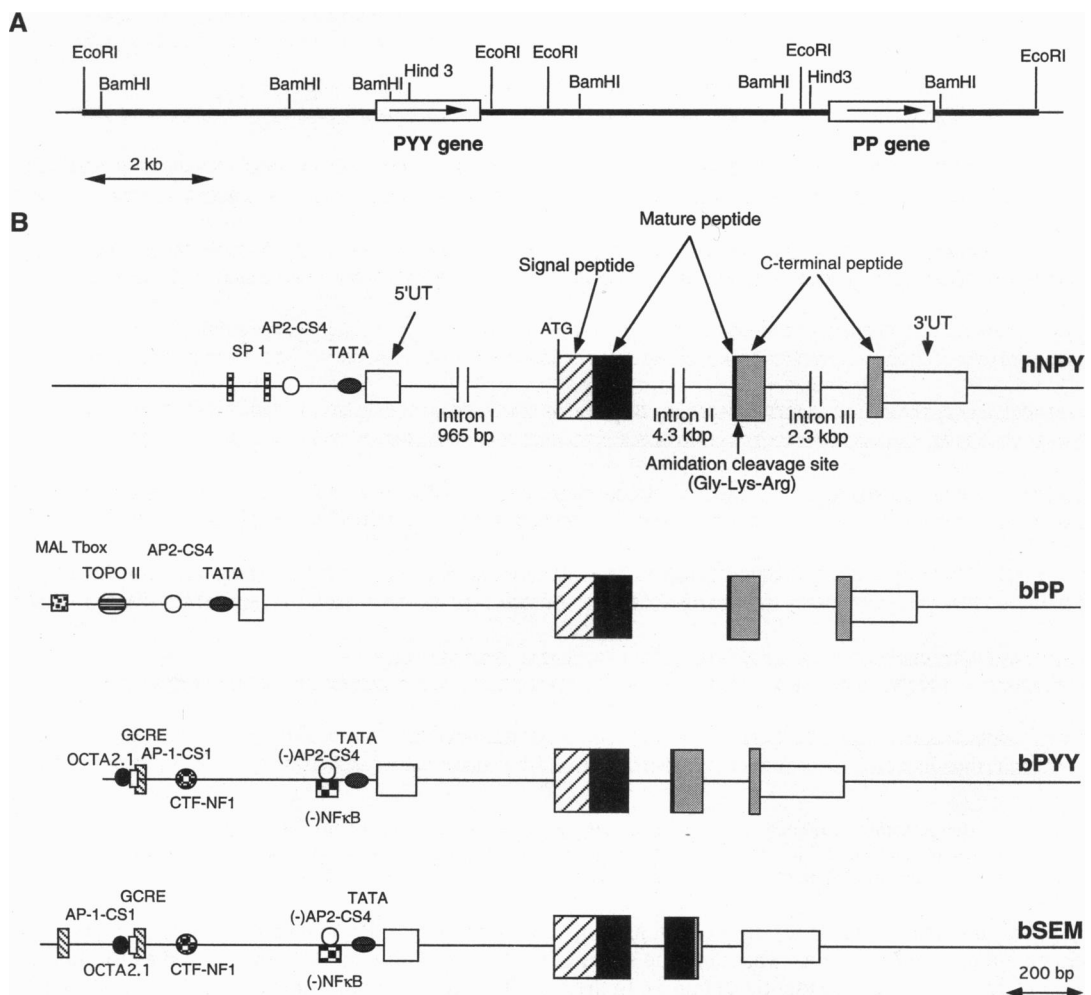 A
EcoRI EcoRI EcoRI EcoRI EcoRI
BamHI BamHI BamHI Hind 3 BamHI BamHI Hind3 BamHI
PYY gene PP gene
2 kb
B
Mature peptide
Signal peptide C-terminal peptide
5'UT
AP2-CS4 ATG 3'UT
SP 1 TATA
hNPY
Intron I Intron II Intron III
965 bp 4.3 kbp 2.3 kbp
Amidation cleavage site
(Gly-Lys-Arg)
MAL Tbox AP2-CS4
TOPO II TATA
bPP
GCRE TATA
OCTA2.1 AP-1-CS1 (-)AP2-CS4
bPYY
CTF-NF1 (-)NFκB
GCRE TATA
AP-1-CS1 (-)AP2-CS4
bSEM
OCTA2.1 CTF-NF1 (-)NFκB
200 bp